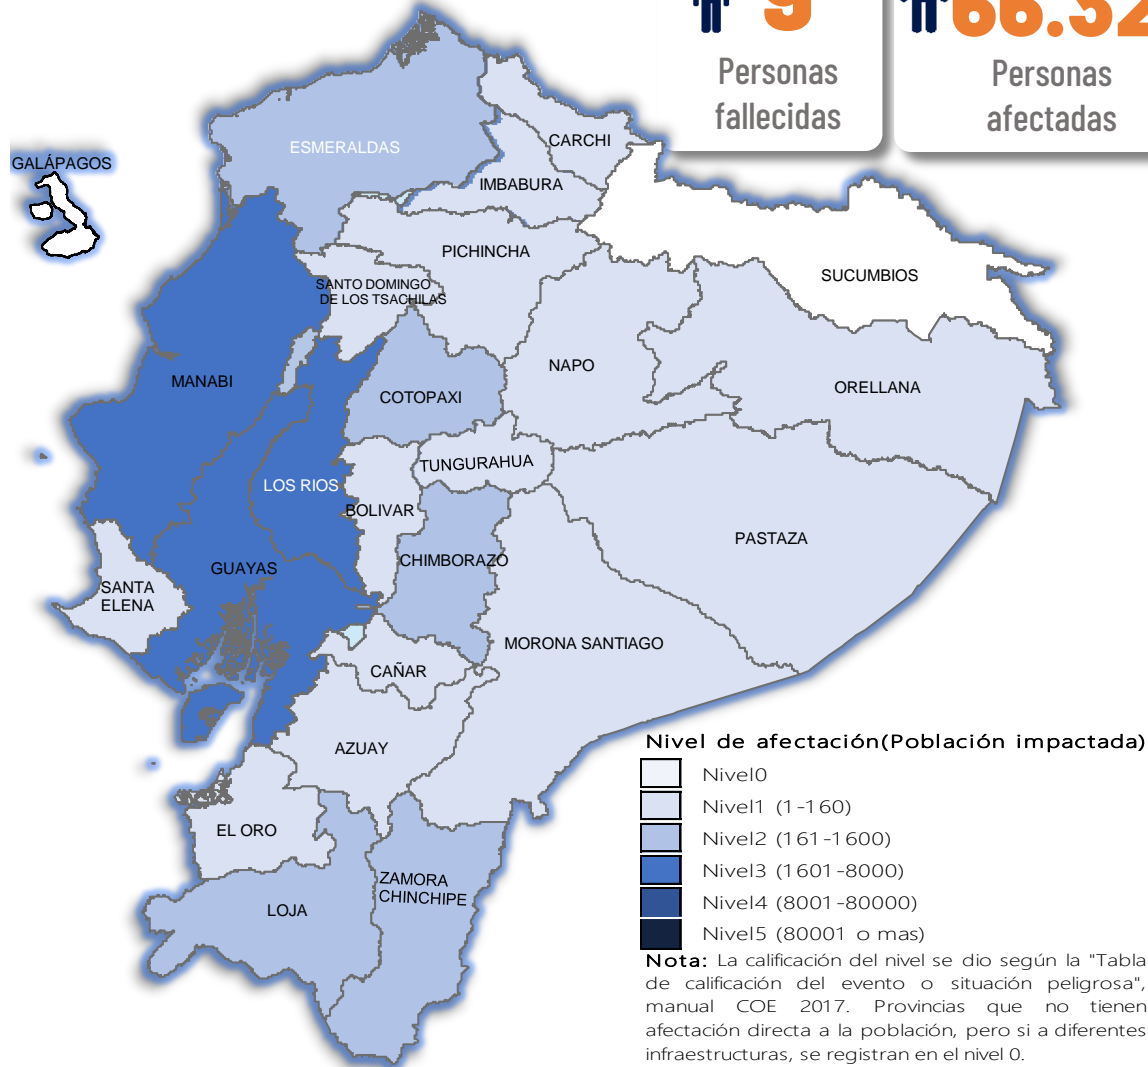 9
Personas
fallecidas
66.32
Personas
afectadas
GALÁPAGOS
ESMERALDAS
CARCHI
IMBABURA
PICHINCHA
SUCUMBIOS
SANTO DOMINGO
DE LOS TSACHILAS
NAPO
ORELLANA
MANABI
COTOPAXI
TUNGURAHUA
LOS RIOS
BOLIVAR
PASTAZA
CHIMBORAZO
GUAYAS
SANTA
ELENA
MORONA SANTIAGO
CAÑAR
AZUAY
EL ORO
ZAMORA
CHINCHIPE
LOJA
Nivel de afectación(Población impactada)
Nivel0
Nivel1 (1-160)
Nivel2 (161-1600)
Nivel3 (1601-8000)
Nivel4 (8001-80000)
Nivel5 (80001 o mas)
Nota: La calificación del nivel se dio según la "Tabla
de calificación del evento o situación peligrosa",
manual COE 2017. Provincias que no tienen
afectación directa a la población, pero si a diferentes
infraestructuras, se registran en el nivel 0.